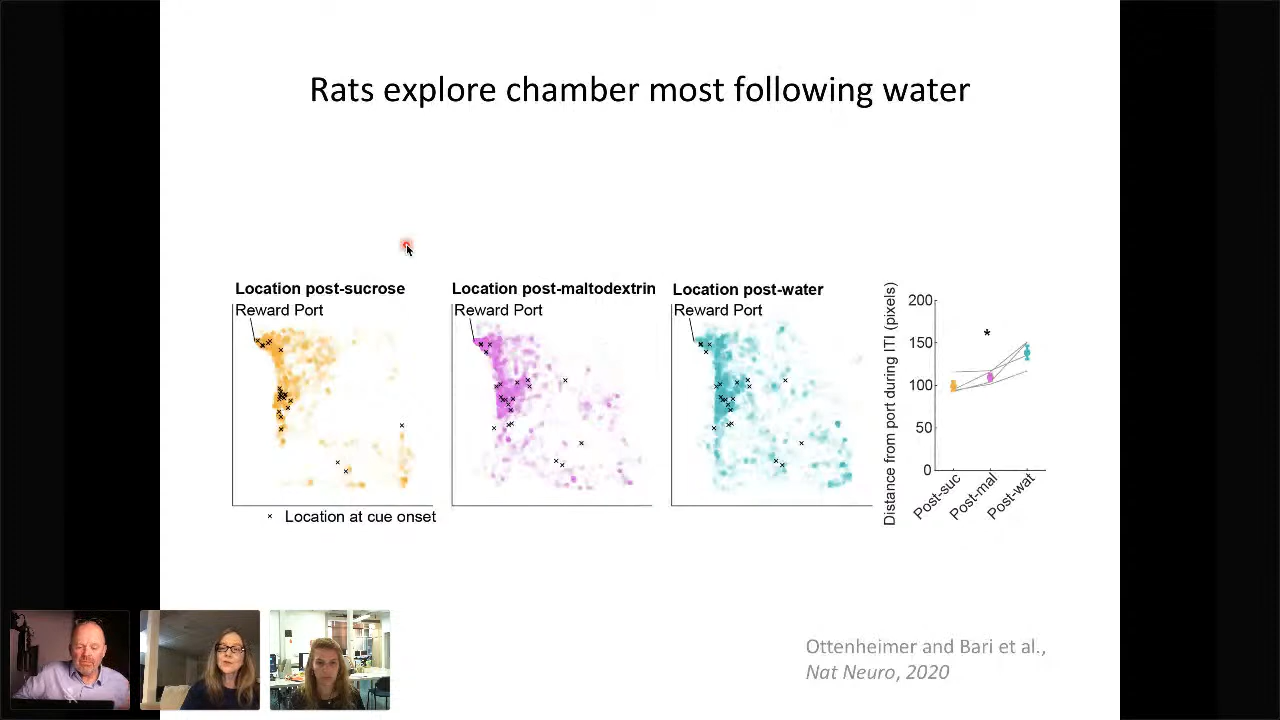 Rats explore chamber most following water
Location post-sucrose
Reward Port
Location at cue onset
Location post-maltodextrin
Reward Port
Location post-water
Reward Port
Distance from port during ITI (pixels)
200
150
100
50
0
*
Post-suc
Post-mal
Post-wat
Ottenheimer and Bari et al.,
Nat Neuro, 2020